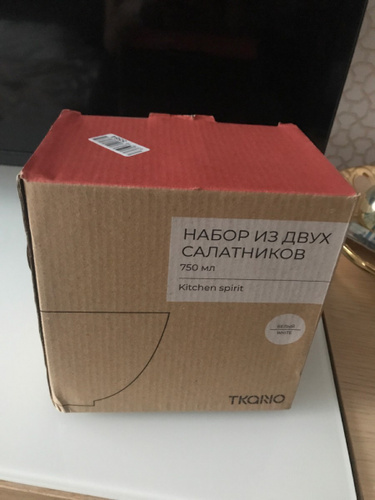 НАБОР ИЗ ДВУХ
САЛАТНИКОВ
750 мл
Kitchen spirit
TKANO